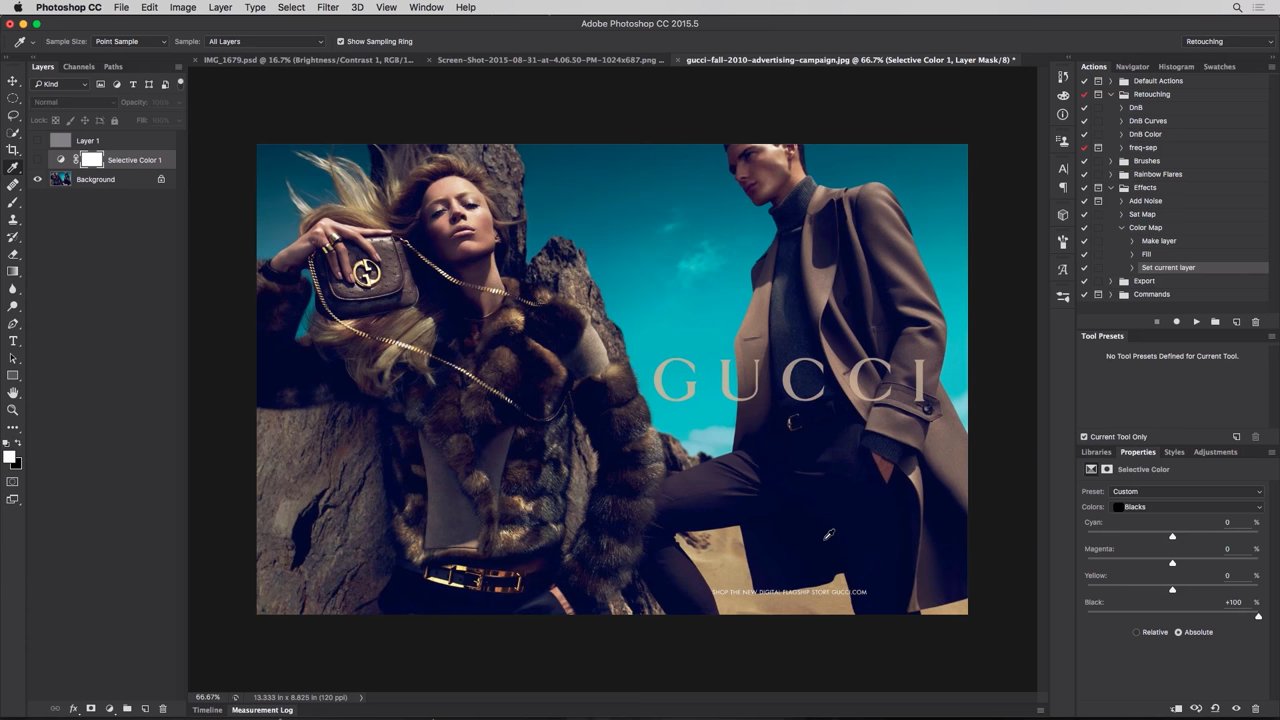 Photoshop CC File Edit Image Layer Type Select Filter 3D View Window Help
Adobe Photoshop CC 2015.5
Sample Size: Point Sample Sample: All Layers Show Sampling Ring Retouching
IMG_1679.psd @ 16.7% (Brightness/Contrast 1, RGB/1... Screen-Shot-2015-08-31-at-4.06.50-PM-1024x687.png ... gucci-fall-2010-advertising-campaign.jpg @ 66.7% (Selective Color 1, Layer Mask/8) *
Layers Channels Paths
Kind
Normal Opacity: 100%
Lock: Fill: 100%
Layer 1
Selective Color 1
Background
GUCCI
SHOP THE NEW DIGITAL FLAGSHIP STORE GUCCI.COM
66.67% 13.333 in x 8.825 in (120 ppi)
Timeline Measurement Log
Actions Navigator Histogram Swatches
Default Actions
Retouching
DnB
DnB Curves
DnB Color
freq-sep
Brushes
Rainbow Flares
Effects
Add Noise
Sat Map
Color Map
Make layer
Fill
Set current layer
Export
Commands
Tool Presets
No Tool Presets Defined for Current Tool.
Current Tool Only
Libraries Properties Styles Adjustments
Selective Color
Preset: Custom
Colors: Blacks
Cyan: 0 %
Magenta: 0 %
Yellow: 0 %
Black: +100 %
Relative Absolute